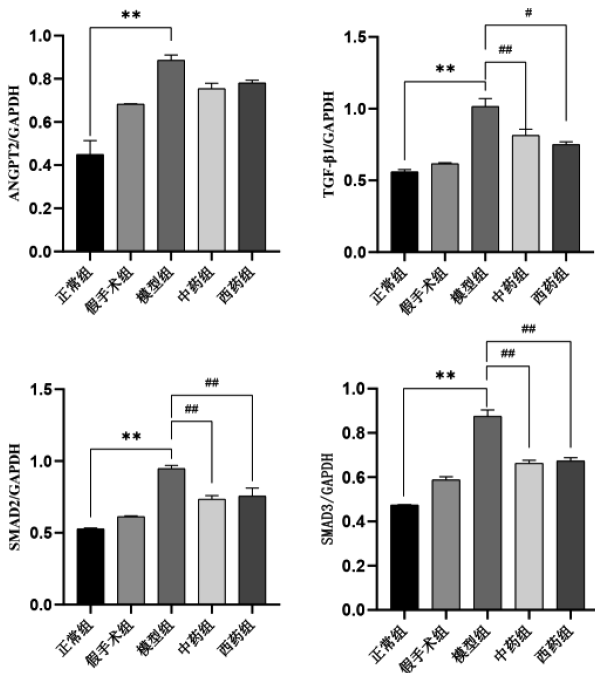 **
ANGPT2/GAPDH
1.0
0.8
0.6
0.4
0.2
0.0
正常组
假手术组
模型组
中药组
西药组
#
##
**
TGF-β1/GAPDH
1.5
1.0
0.5
0.0
正常组
假手术组
模型组
中药组
西药组
##
##
**
SMAD2/GAPDH
1.5
1.0
0.5
0.0
正常组
假手术组
模型组
中药组
西药组
##
##
**
SMAD3/GAPDH
1.0
0.8
0.6
0.4
0.2
0.0
正常组
假手术组
模型组
中药组
西药组